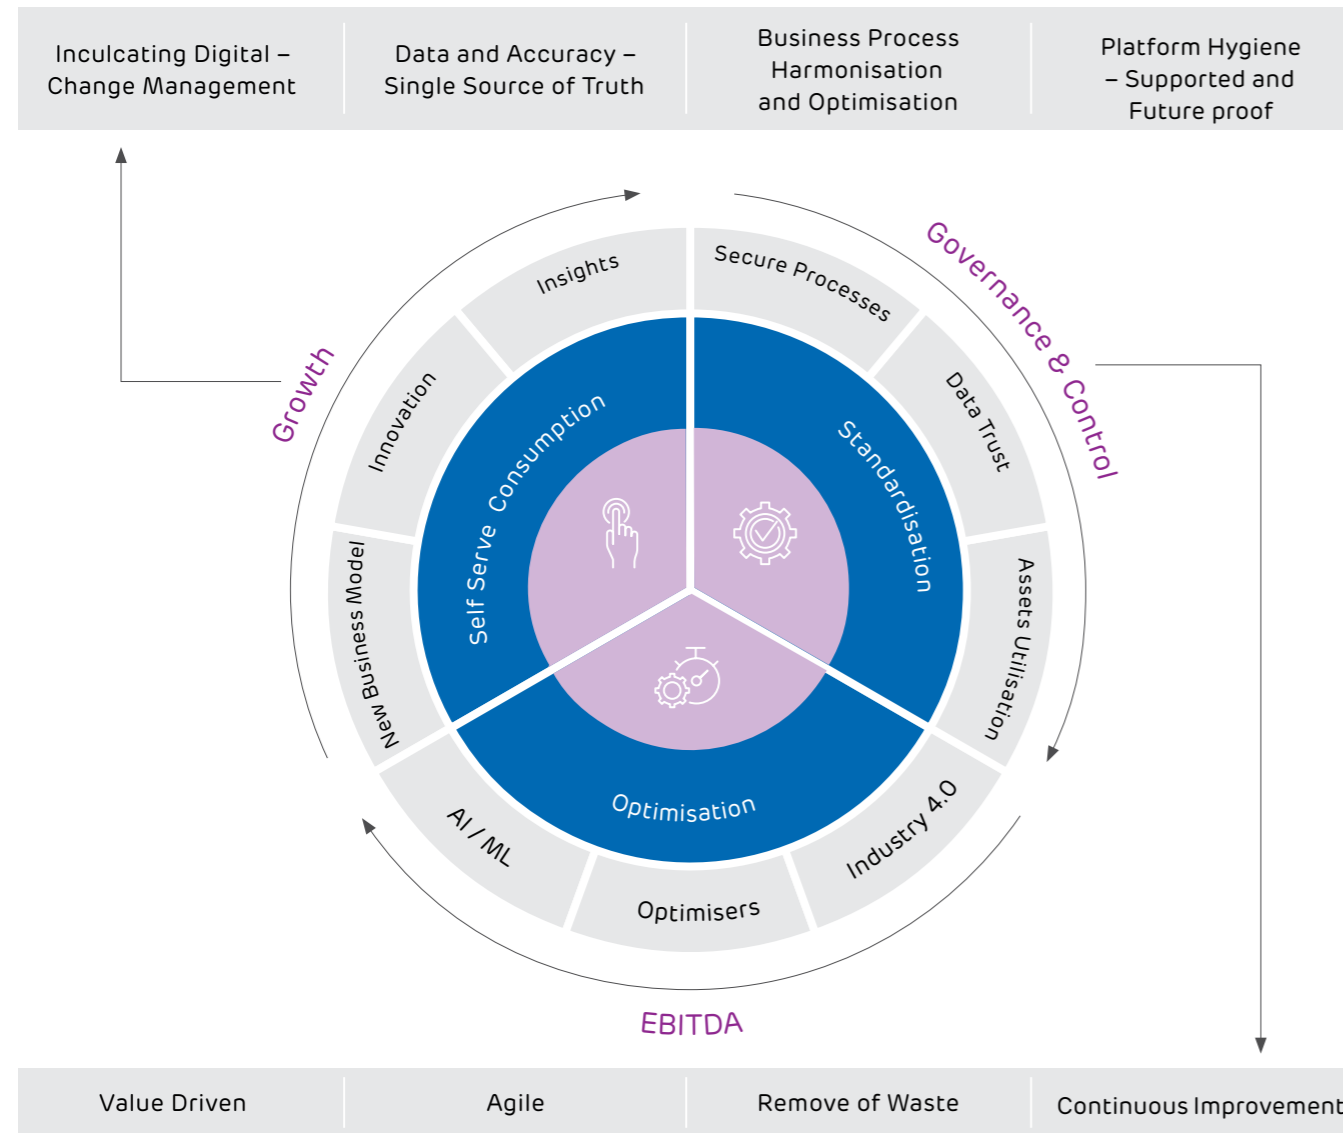 Inculcating Digital –
Change Management
Data and Accuracy –
Single Source of Truth
Business Process
Harmonisation
and Optimisation
Platform Hygiene
– Supported and
Future proof
Growth
Governance & Control
Insights
Secure Processes
Innovation
Data Trust
Self Serve Consumption
Standardisation
New Business Model
Assets Utilisation
Optimisation
AI / ML
Optimisers
Industry 4.0
EBITDA
Value Driven
Agile
Remove of Waste
Continuous Improvement